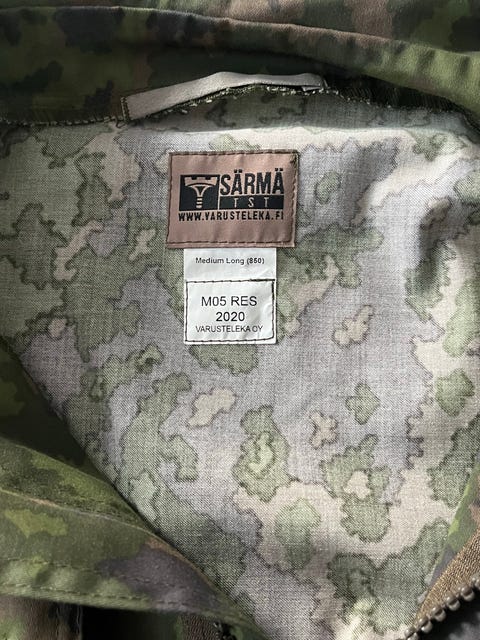 SÄRMÄ
TST
WWW.VARUSTELEKA.FI
Medium Long (850)
M05 RES
2020
VARUSTELEKA OY